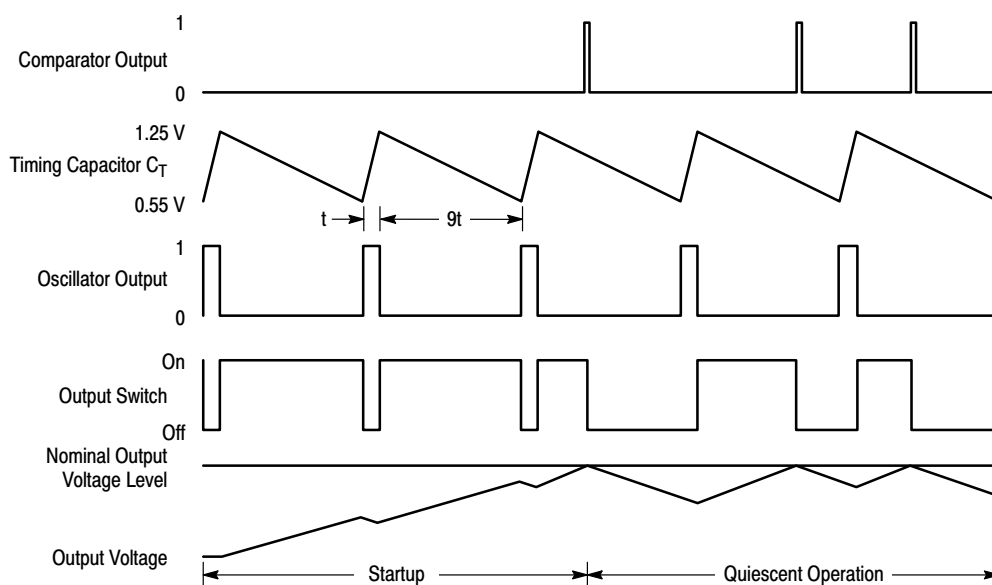 1
Comparator Output
0
1.25 V
Timing Capacitor CT
0.55 V
t
9t
1
Oscillator Output
0
On
Output Switch
Off
Nominal Output
Voltage Level
Output Voltage
Startup
Quiescent Operation